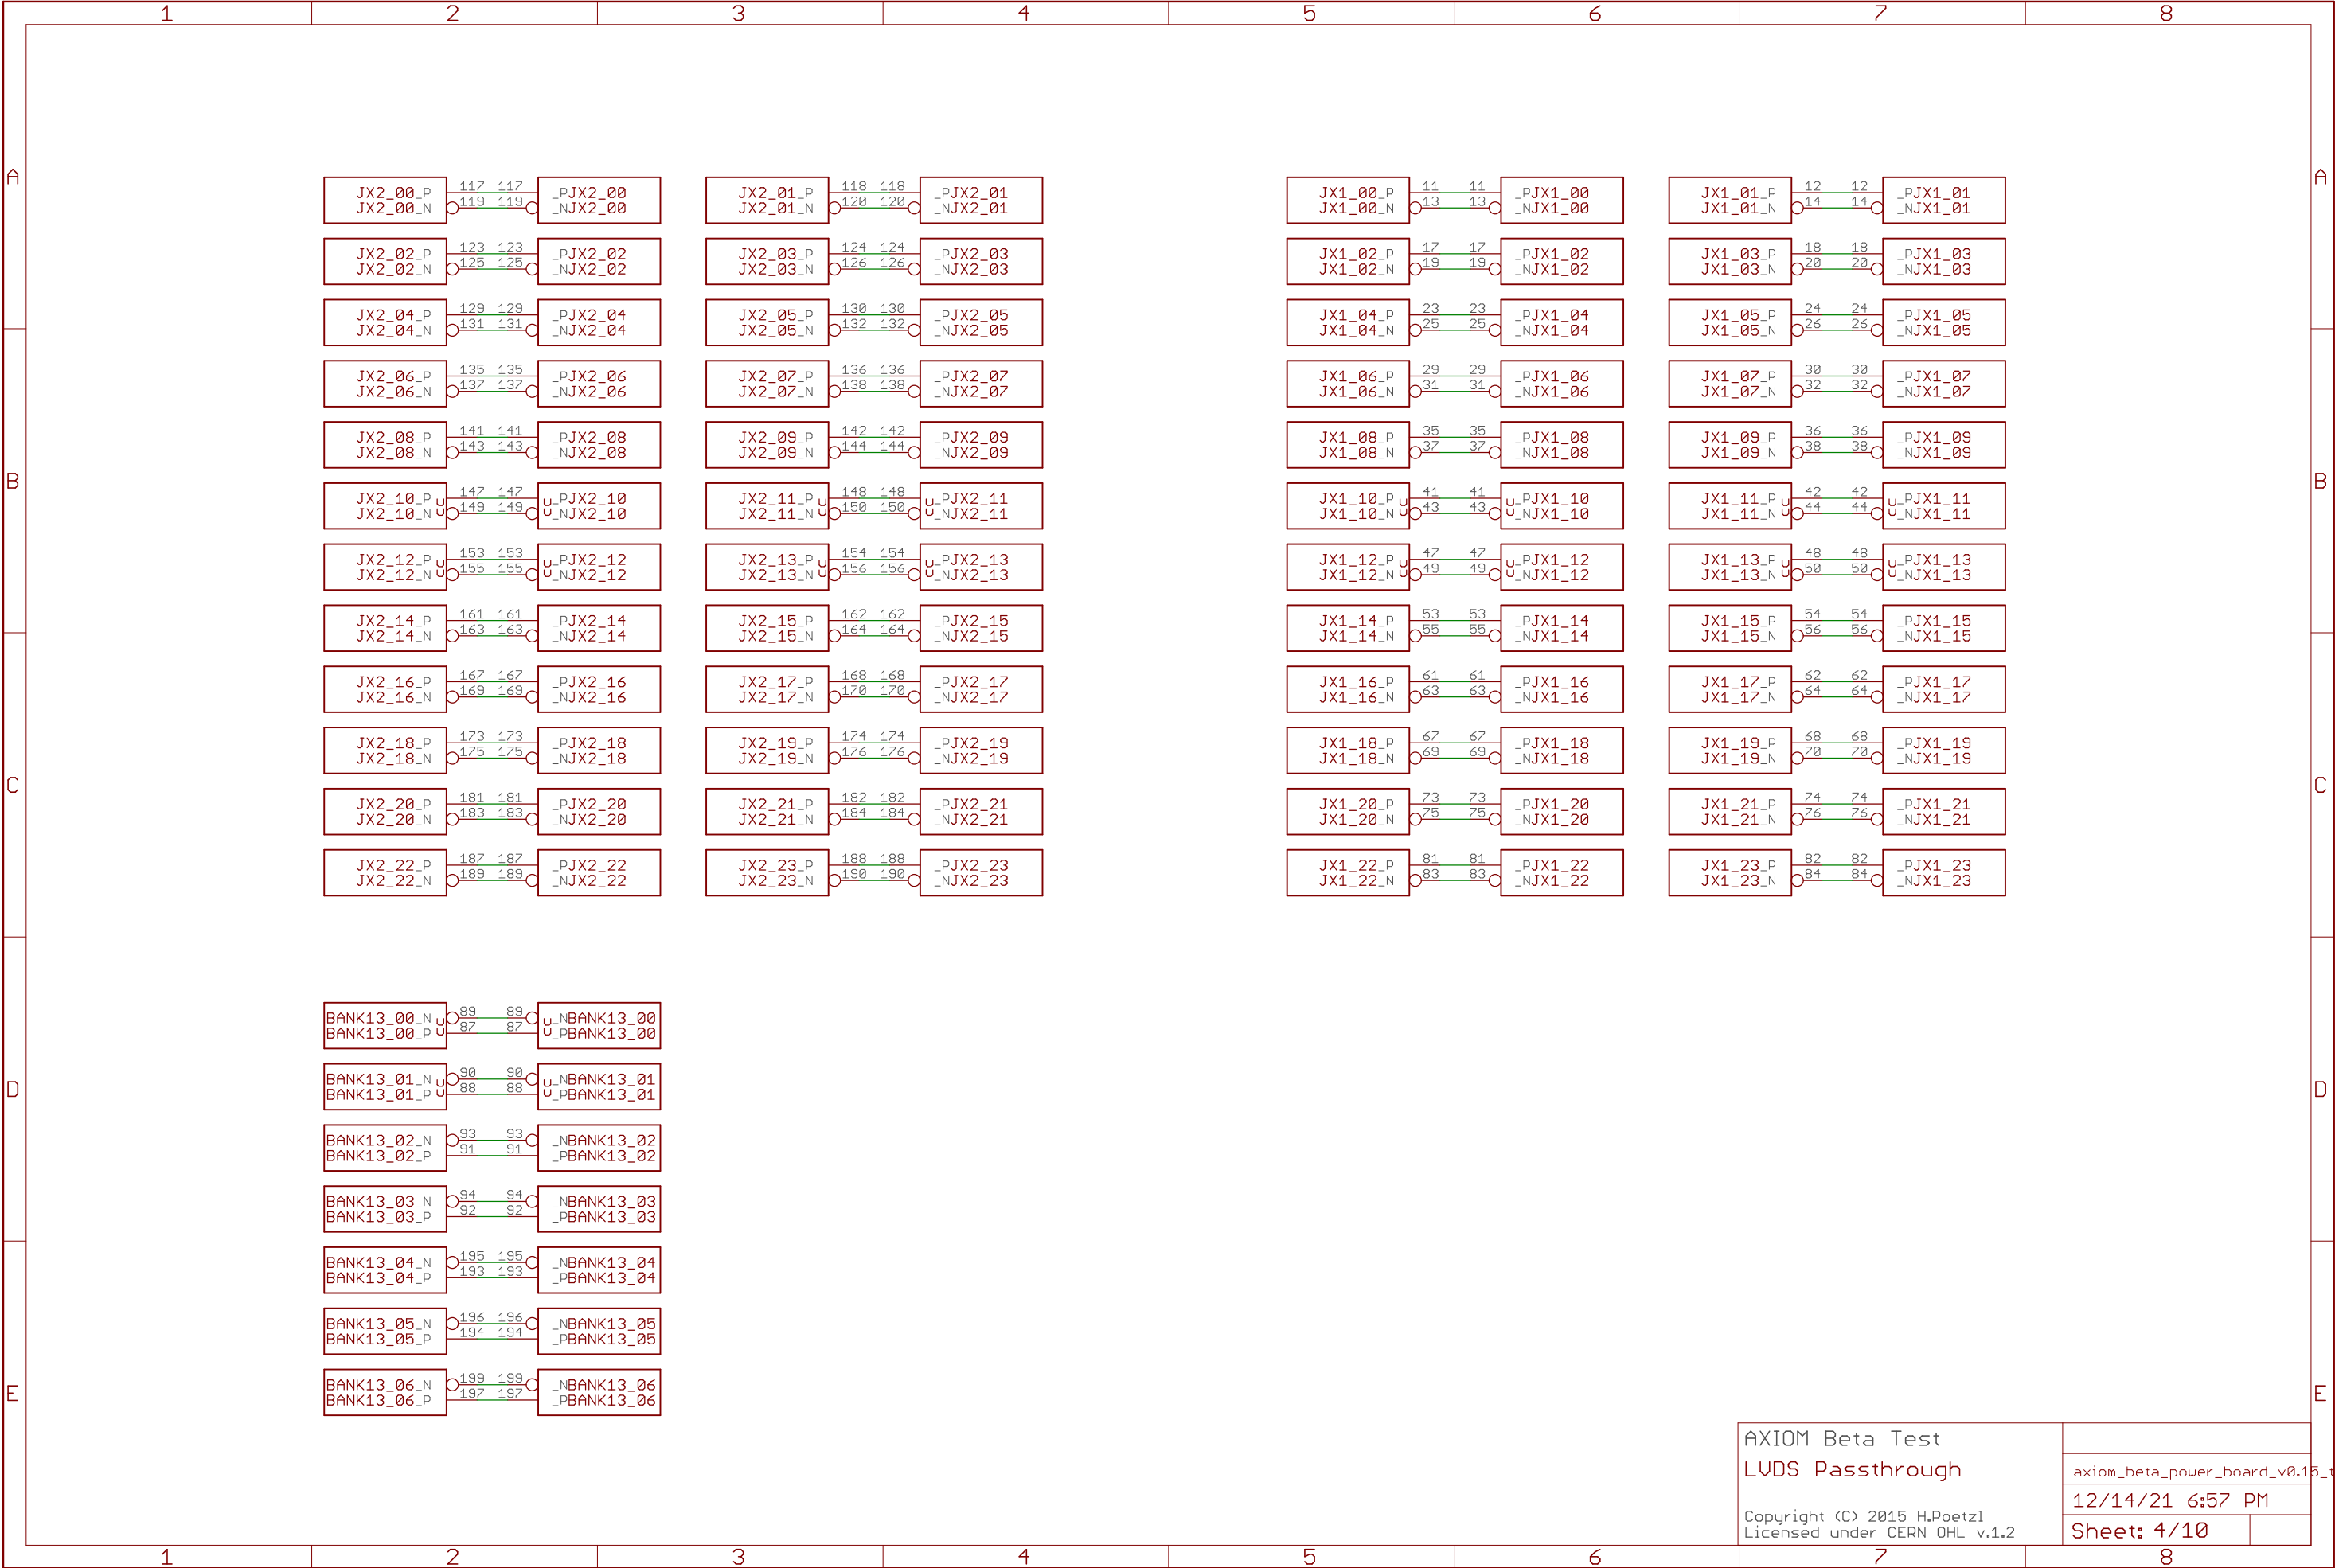 1 2 3 4 5 6 7 8
A A
JX2_00_P 117 117 _PJX2_00 JX2_01_P 118 118 _PJX2_01 JX1_00_P 11 11 _PJX1_00 JX1_01_P 12 12 _PJX1_01
JX2_00_N 119 119 _NJX2_00 JX2_01_N 120 120 _NJX2_01 JX1_00_N 13 13 _NJX1_00 JX1_01_N 14 14 _NJX1_01
JX2_02_P 123 123 _PJX2_02 JX2_03_P 124 124 _PJX2_03 JX1_02_P 17 17 _PJX1_02 JX1_03_P 18 18 _PJX1_03
JX2_02_N 125 125 _NJX2_02 JX2_03_N 126 126 _NJX2_03 JX1_02_N 19 19 _NJX1_02 JX1_03_N 20 20 _NJX1_03
JX2_04_P 129 129 _PJX2_04 JX2_05_P 130 130 _PJX2_05 JX1_04_P 23 23 _PJX1_04 JX1_05_P 24 24 _PJX1_05
JX2_04_N 131 131 _NJX2_04 JX2_05_N 132 132 _NJX2_05 JX1_04_N 25 25 _NJX1_04 JX1_05_N 26 26 _NJX1_05
JX2_06_P 135 135 _PJX2_06 JX2_07_P 136 136 _PJX2_07 JX1_06_P 29 29 _PJX1_06 JX1_07_P 30 30 _PJX1_07
JX2_06_N 137 137 _NJX2_06 JX2_07_N 138 138 _NJX2_07 JX1_06_N 31 31 _NJX1_06 JX1_07_N 32 32 _NJX1_07
JX2_08_P 141 141 _PJX2_08 JX2_09_P 142 142 _PJX2_09 JX1_08_P 35 35 _PJX1_08 JX1_09_P 36 36 _PJX1_09
JX2_08_N 143 143 _NJX2_08 JX2_09_N 144 144 _NJX2_09 JX1_08_N 37 37 _NJX1_08 JX1_09_N 38 38 _NJX1_09
B B
JX2_10_P U 147 147 U_PJX2_10 JX2_11_P U 148 148 U_PJX2_11 JX1_10_P U 41 41 U_PJX1_10 JX1_11_P U 42 42 U_PJX1_11
JX2_10_N U 149 149 U_NJX2_10 JX2_11_N U 150 150 U_NJX2_11 JX1_10_N U 43 43 U_NJX1_10 JX1_11_N U 44 44 U_NJX1_11
JX2_12_P U 153 153 U_PJX2_12 JX2_13_P U 154 154 U_PJX2_13 JX1_12_P U 47 47 U_PJX1_12 JX1_13_P U 48 48 U_PJX1_13
JX2_12_N U 155 155 U_NJX2_12 JX2_13_N U 156 156 U_NJX2_13 JX1_12_N U 49 49 U_NJX1_12 JX1_13_N U 50 50 U_NJX1_13
JX2_14_P 161 161 _PJX2_14 JX2_15_P 162 162 _PJX2_15 JX1_14_P 53 53 _PJX1_14 JX1_15_P 54 54 _PJX1_15
JX2_14_N 163 163 _NJX2_14 JX2_15_N 164 164 _NJX2_15 JX1_14_N 55 55 _NJX1_14 JX1_15_N 56 56 _NJX1_15
JX2_16_P 167 167 _PJX2_16 JX2_17_P 168 168 _PJX2_17 JX1_16_P 61 61 _PJX1_16 JX1_17_P 62 62 _PJX1_17
JX2_16_N 169 169 _NJX2_16 JX2_17_N 170 170 _NJX2_17 JX1_16_N 63 63 _NJX1_16 JX1_17_N 64 64 _NJX1_17
JX2_18_P 173 173 _PJX2_18 JX2_19_P 174 174 _PJX2_19 JX1_18_P 67 67 _PJX1_18 JX1_19_P 68 68 _PJX1_19
JX2_18_N 175 175 _NJX2_18 JX2_19_N 176 176 _NJX2_19 JX1_18_N 69 69 _NJX1_18 JX1_19_N 70 70 _NJX1_19
C C
JX2_20_P 181 181 _PJX2_20 JX2_21_P 182 182 _PJX2_21 JX1_20_P 73 73 _PJX1_20 JX1_21_P 74 74 _PJX1_21
JX2_20_N 183 183 _NJX2_20 JX2_21_N 184 184 _NJX2_21 JX1_20_N 75 75 _NJX1_20 JX1_21_N 76 76 _NJX1_21
JX2_22_P 187 187 _PJX2_22 JX2_23_P 188 188 _PJX2_23 JX1_22_P 81 81 _PJX1_22 JX1_23_P 82 82 _PJX1_23
JX2_22_N 189 189 _NJX2_22 JX2_23_N 190 190 _NJX2_23 JX1_22_N 83 83 _NJX1_22 JX1_23_N 84 84 _NJX1_23
BANK13_00_N U 89 89 U_NBANK13_00
BANK13_00_P U 87 87 U_PBANK13_00
BANK13_01_N U 90 90 U_NBANK13_01
D D
BANK13_01_P U 88 88 U_PBANK13_01
BANK13_02_N 93 93 _NBANK13_02
BANK13_02_P 91 91 _PBANK13_02
BANK13_03_N 94 94 _NBANK13_03
BANK13_03_P 92 92 _PBANK13_03
BANK13_04_N 195 195 _NBANK13_04
BANK13_04_P 193 193 _PBANK13_04
BANK13_05_N 196 196 _NBANK13_05
BANK13_05_P 194 194 _PBANK13_05
BANK13_06_N 199 199 _NBANK13_06
E E
BANK13_06_P 197 197 _PBANK13_06
AXIOM Beta Test
LVDS Passthrough
Copyright (C) 2015 H.Poetzl
Licensed under CERN OHL v.1.2
axiom_beta_power_board_v0.15_t
12/14/21 6:57 PM
Sheet: 4/10
1 2 3 4 5 6 7 8